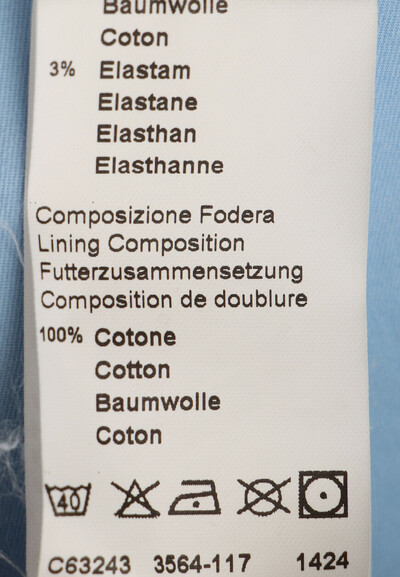 Baumwolle
Coton
3% Elastam
Elastane
Elasthan
Elasthanne
Composizione Fodera
Lining Composition
Futterzusammensetzung
Composition de doublure
100% Cotone
Cotton
Baumwolle
Coton
40
C63243 3564-117 1424